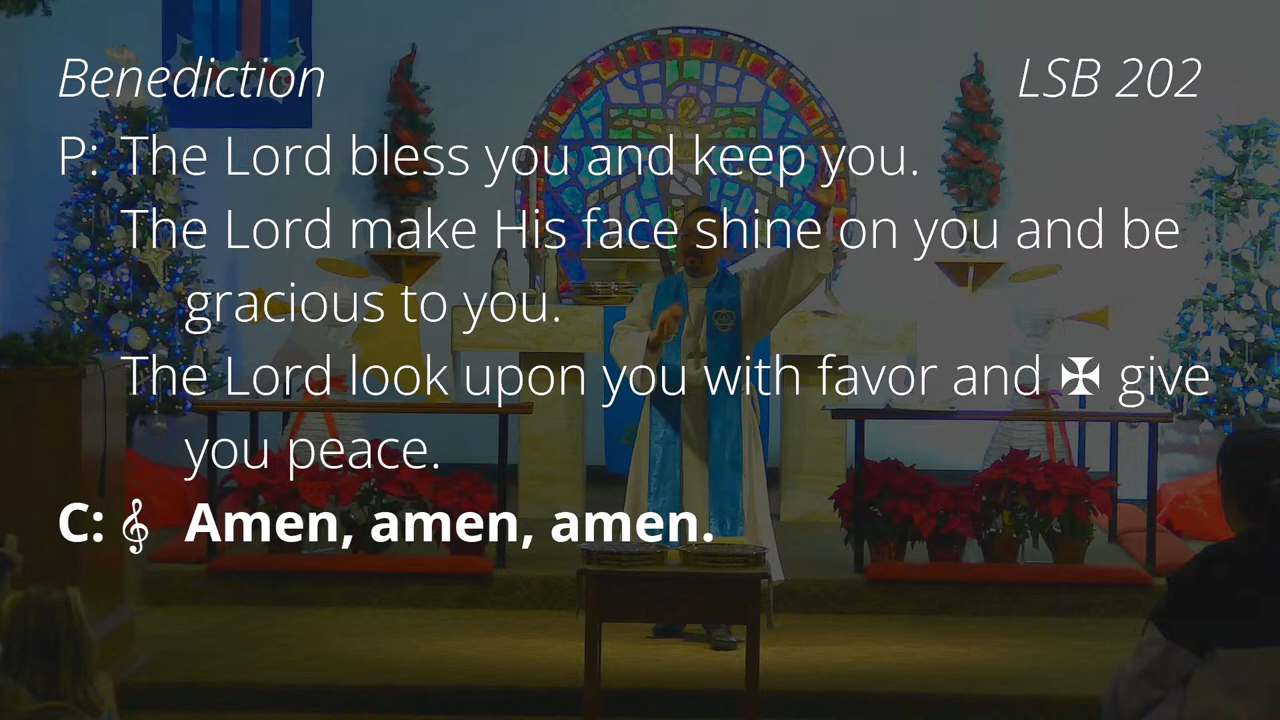 Benediction LSB 202
P: The Lord bless you and keep you.
The Lord make His face shine on you and be
gracious to you.
The Lord look upon you with favor and ✠ give
you peace.
C: 𝄞 Amen, amen, amen.